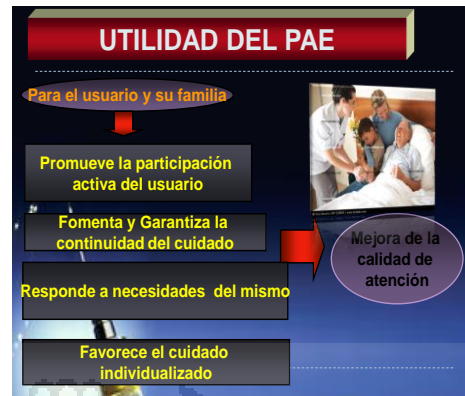 UTILIDAD DEL PAE
Para el usuario y su familia
Promueve la participación
activa del usuario
Fomenta y Garantiza la
continuidad del cuidado
Responde a necesidades del mismo
Favorece el cuidado
individualizado
Mejora de la
calidad de
atención